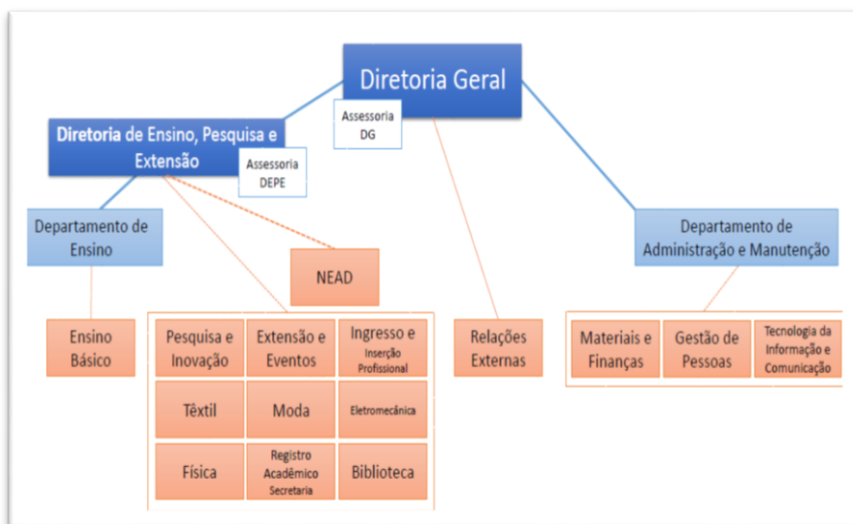 Diretoria Geral
Assessoria
DG
Diretoria de Ensino, Pesquisa e
Extensão
Assessoria
DEPE
Departamento de
Ensino
Departamento de
Administração e Manutenção
NEAD
Ensino
Básico
Pesquisa e
Inovação
Extensão e
Eventos
Ingresso e
Inserção
Profissional
Relações
Externas
Materiais e
Finanças
Gestão de
Pessoas
Tecnologia da
Informação e
Comunicação
Têxtil
Moda
Eletromecânica
Física
Registro
Acadêmico
Secretaria
Biblioteca